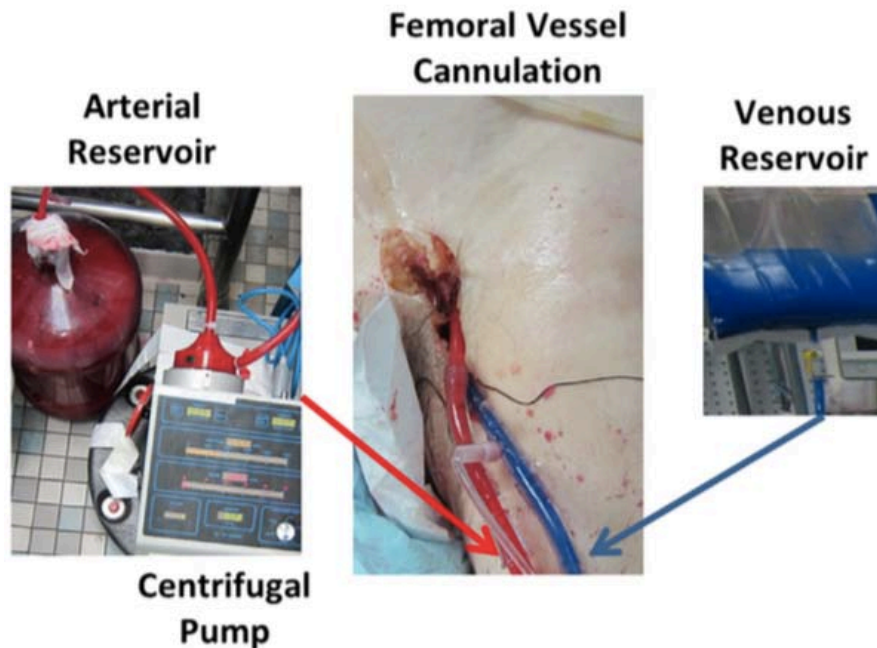 Femoral Vessel
Cannulation
Arterial
Reservoir
Venous
Reservoir
Centrifugal
Pump